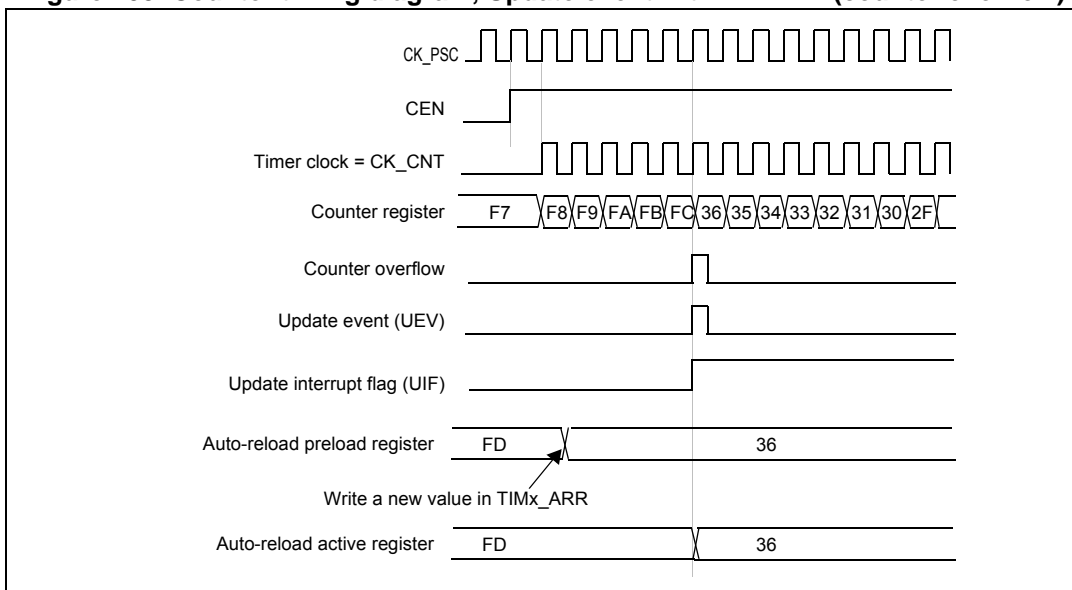 CK_PSC
CEN
Timer clock = CK_CNT
Counter register F7 F8 F9 FA FB FC 36 35 34 33 32 31 30 2F
Counter overflow
Update event (UEV)
Update interrupt flag (UIF)
Auto-reload preload register FD 36
Write a new value in TIMx_ARR
Auto-reload active register FD 36